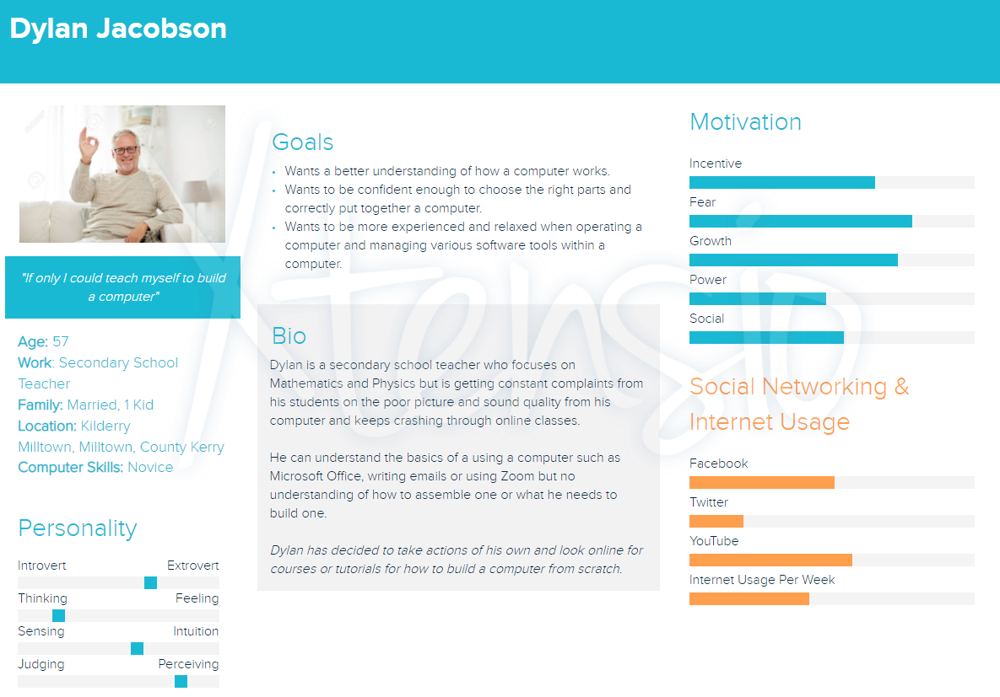 Dylan Jacobson
"If only I could teach myself to build
a computer"
Age: 57
Work: Secondary School
Teacher
Family: Married, 1 Kid
Location: Kilderry
Milltown, Milltown, County Kerry
Computer Skills: Novice
Personality
Introvert Extrovert
Thinking Feeling
Sensing Intuition
Judging Perceiving
Goals
• Wants a better understanding of how a computer works.
• Wants to be confident enough to choose the right parts and
correctly put together a computer.
• Wants to be more experienced and relaxed when operating a
computer and managing various software tools within a
computer.
Bio
Dylan is a secondary school teacher who focuses on
Mathematics and Physics but is getting constant complaints from
his students on the poor picture and sound quality from his
computer and keeps crashing through online classes.
He can understand the basics of a using a computer such as
Microsoft Office, writing emails or using Zoom but no
understanding of how to assemble one or what he needs to
build one.
Dylan has decided to take actions of his own and look online for
courses or tutorials for how to build a computer from scratch.
Motivation
Incentive
Fear
Growth
Power
Social
Social Networking &
Internet Usage
Facebook
Twitter
YouTube
Internet Usage Per Week
Xtensio